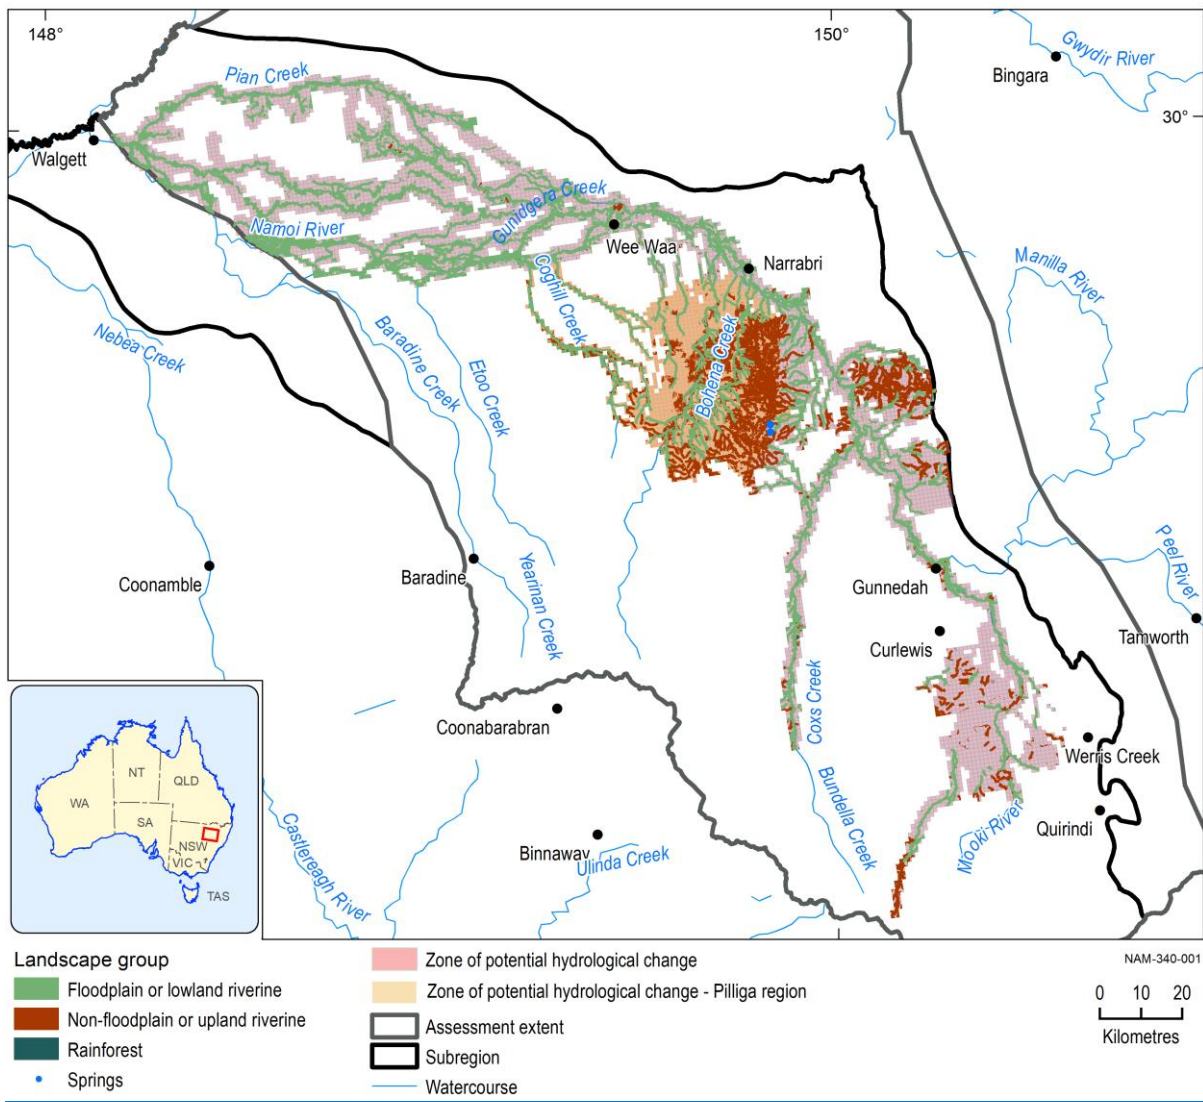 148°
150°
30°
Pian Creek
Gwydir River
Bingara
Walgett
Gunidgera Creek
Namoi River
Wee Waa
Narrabri
Manilla River
Coghill Creek
Nebea Creek
Baradine Creek
Etoo Creek
Bohena Creek
Peel River
Coonamble
Baradine
Yearinan Creek
Gunnedah
Curlewis
Tamworth
Coxs Creek
Coonabarabran
Werris Creek
Bundella Creek
Mooki River
Quirindi
Castlereagh River
Binnaway
Ulinda Creek
NT
QLD
WA
SA
NSW
VIC
TAS
NAM-340-001
Landscape group
Floodplain or lowland riverine
Non-floodplain or upland riverine
Rainforest
Springs
Zone of potential hydrological change
Zone of potential hydrological change - Pilliga region
Assessment extent
Subregion
Watercourse
0 10 20
Kilometres